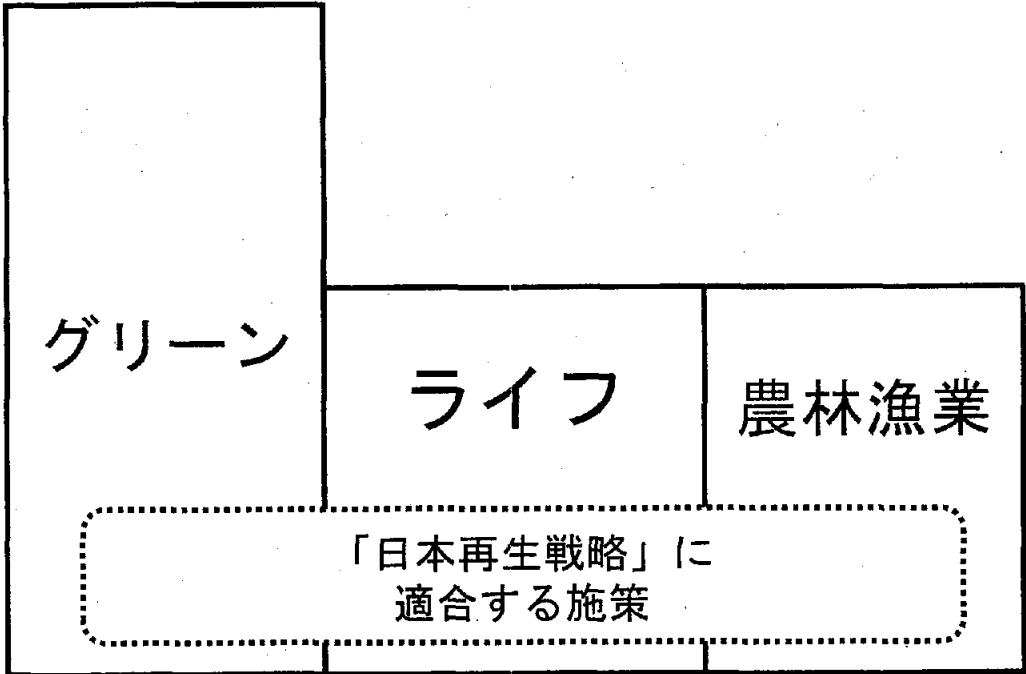 グリーン
ライフ
農林漁業
「日本再生戦略」に
適合する施策